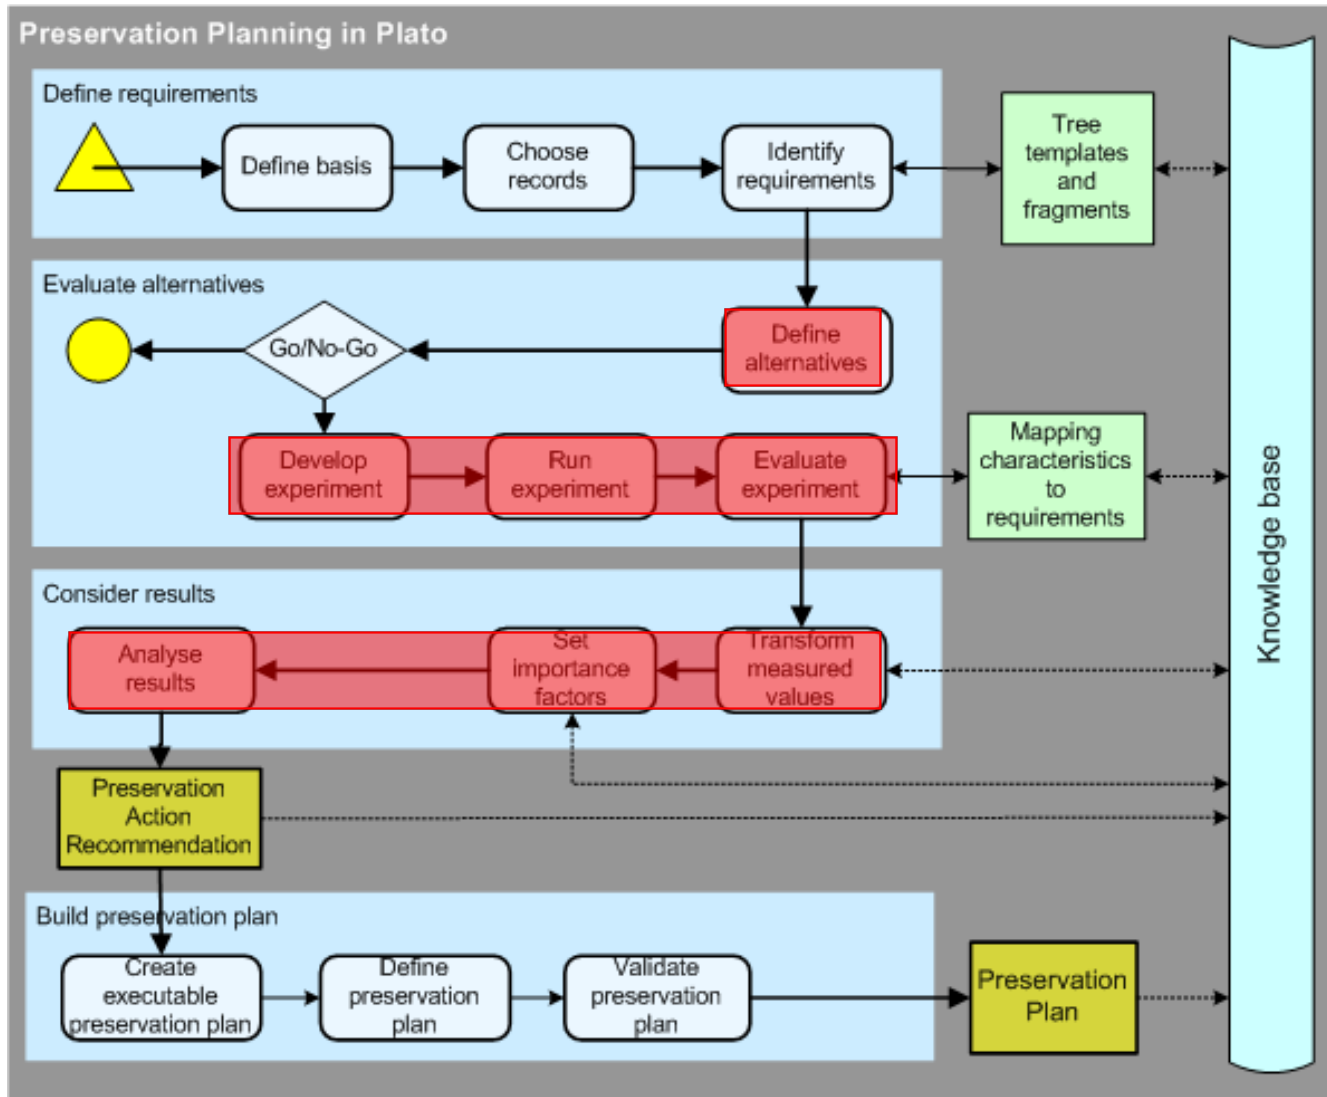 Preservation Planning in Plato
Define requirements
Define basis
Choose
records
Identify
requirements
Tree
templates
and
fragments
Evaluate alternatives
Go/No-Go
Define
alternatives
Develop
experiment
Run
experiment
Evaluate
experiment
Mapping
characteristics
to
requirements
Knowledge base
Consider results
Analyse
results
Set
importance
factors
Transform
measured
values
Preservation
Action
Recommendation
Build preservation plan
Create
executable
preservation plan
Define
preservation
plan
Validate
preservation
plan
Preservation
Plan